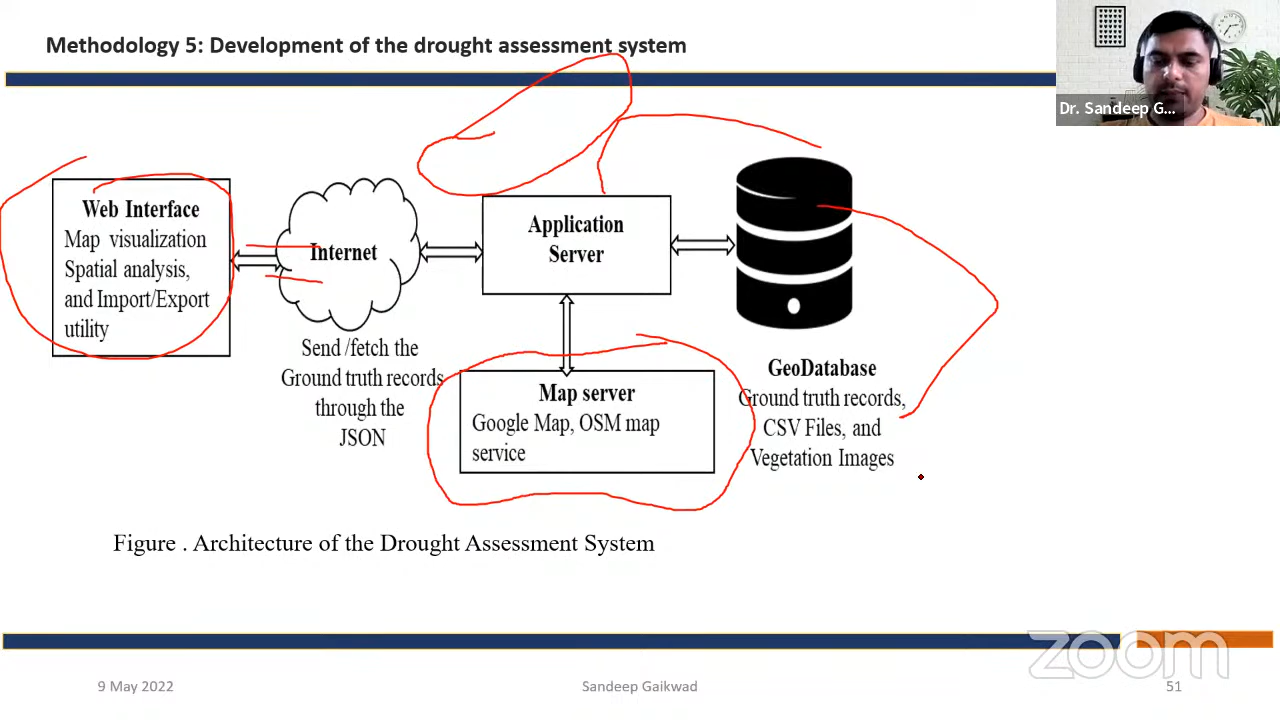 Methodology 5: Development of the drought assessment system
Dr. Sandeep G...
Web Interface
Map visualization
Spatial analysis,
and Import/Export
utility
Internet
Send /fetch the
Ground truth records
through the
JSON
Application
Server
Map server
Google Map, OSM map
service
GeoDatabase
Ground truth records,
CSV Files, and
Vegetation Images
Figure . Architecture of the Drought Assessment System
zoom
9 May 2022
Sandeep Gaikwad
51